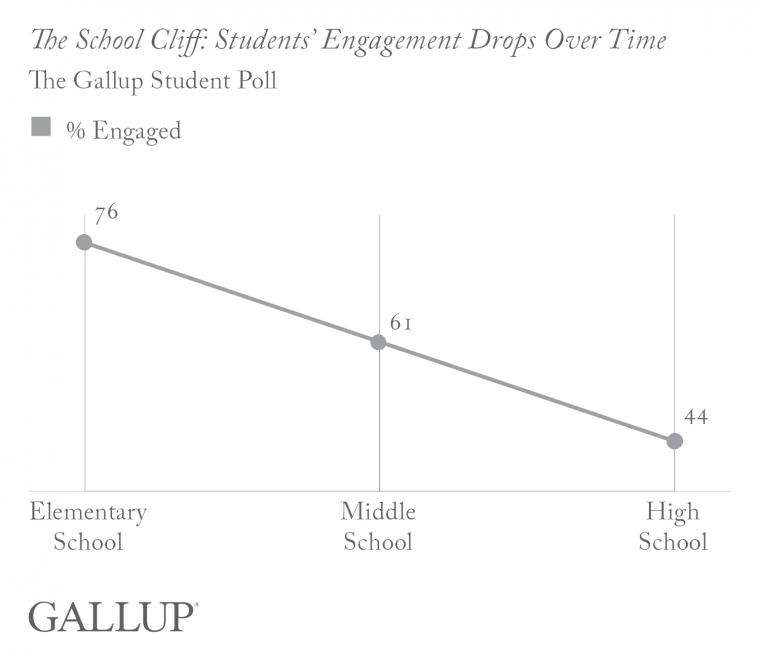 The School Cliff: Students’ Engagement Drops Over Time
The Gallup Student Poll
% Engaged
76
61
44
Elementary School
Middle School
High School
GALLUP®